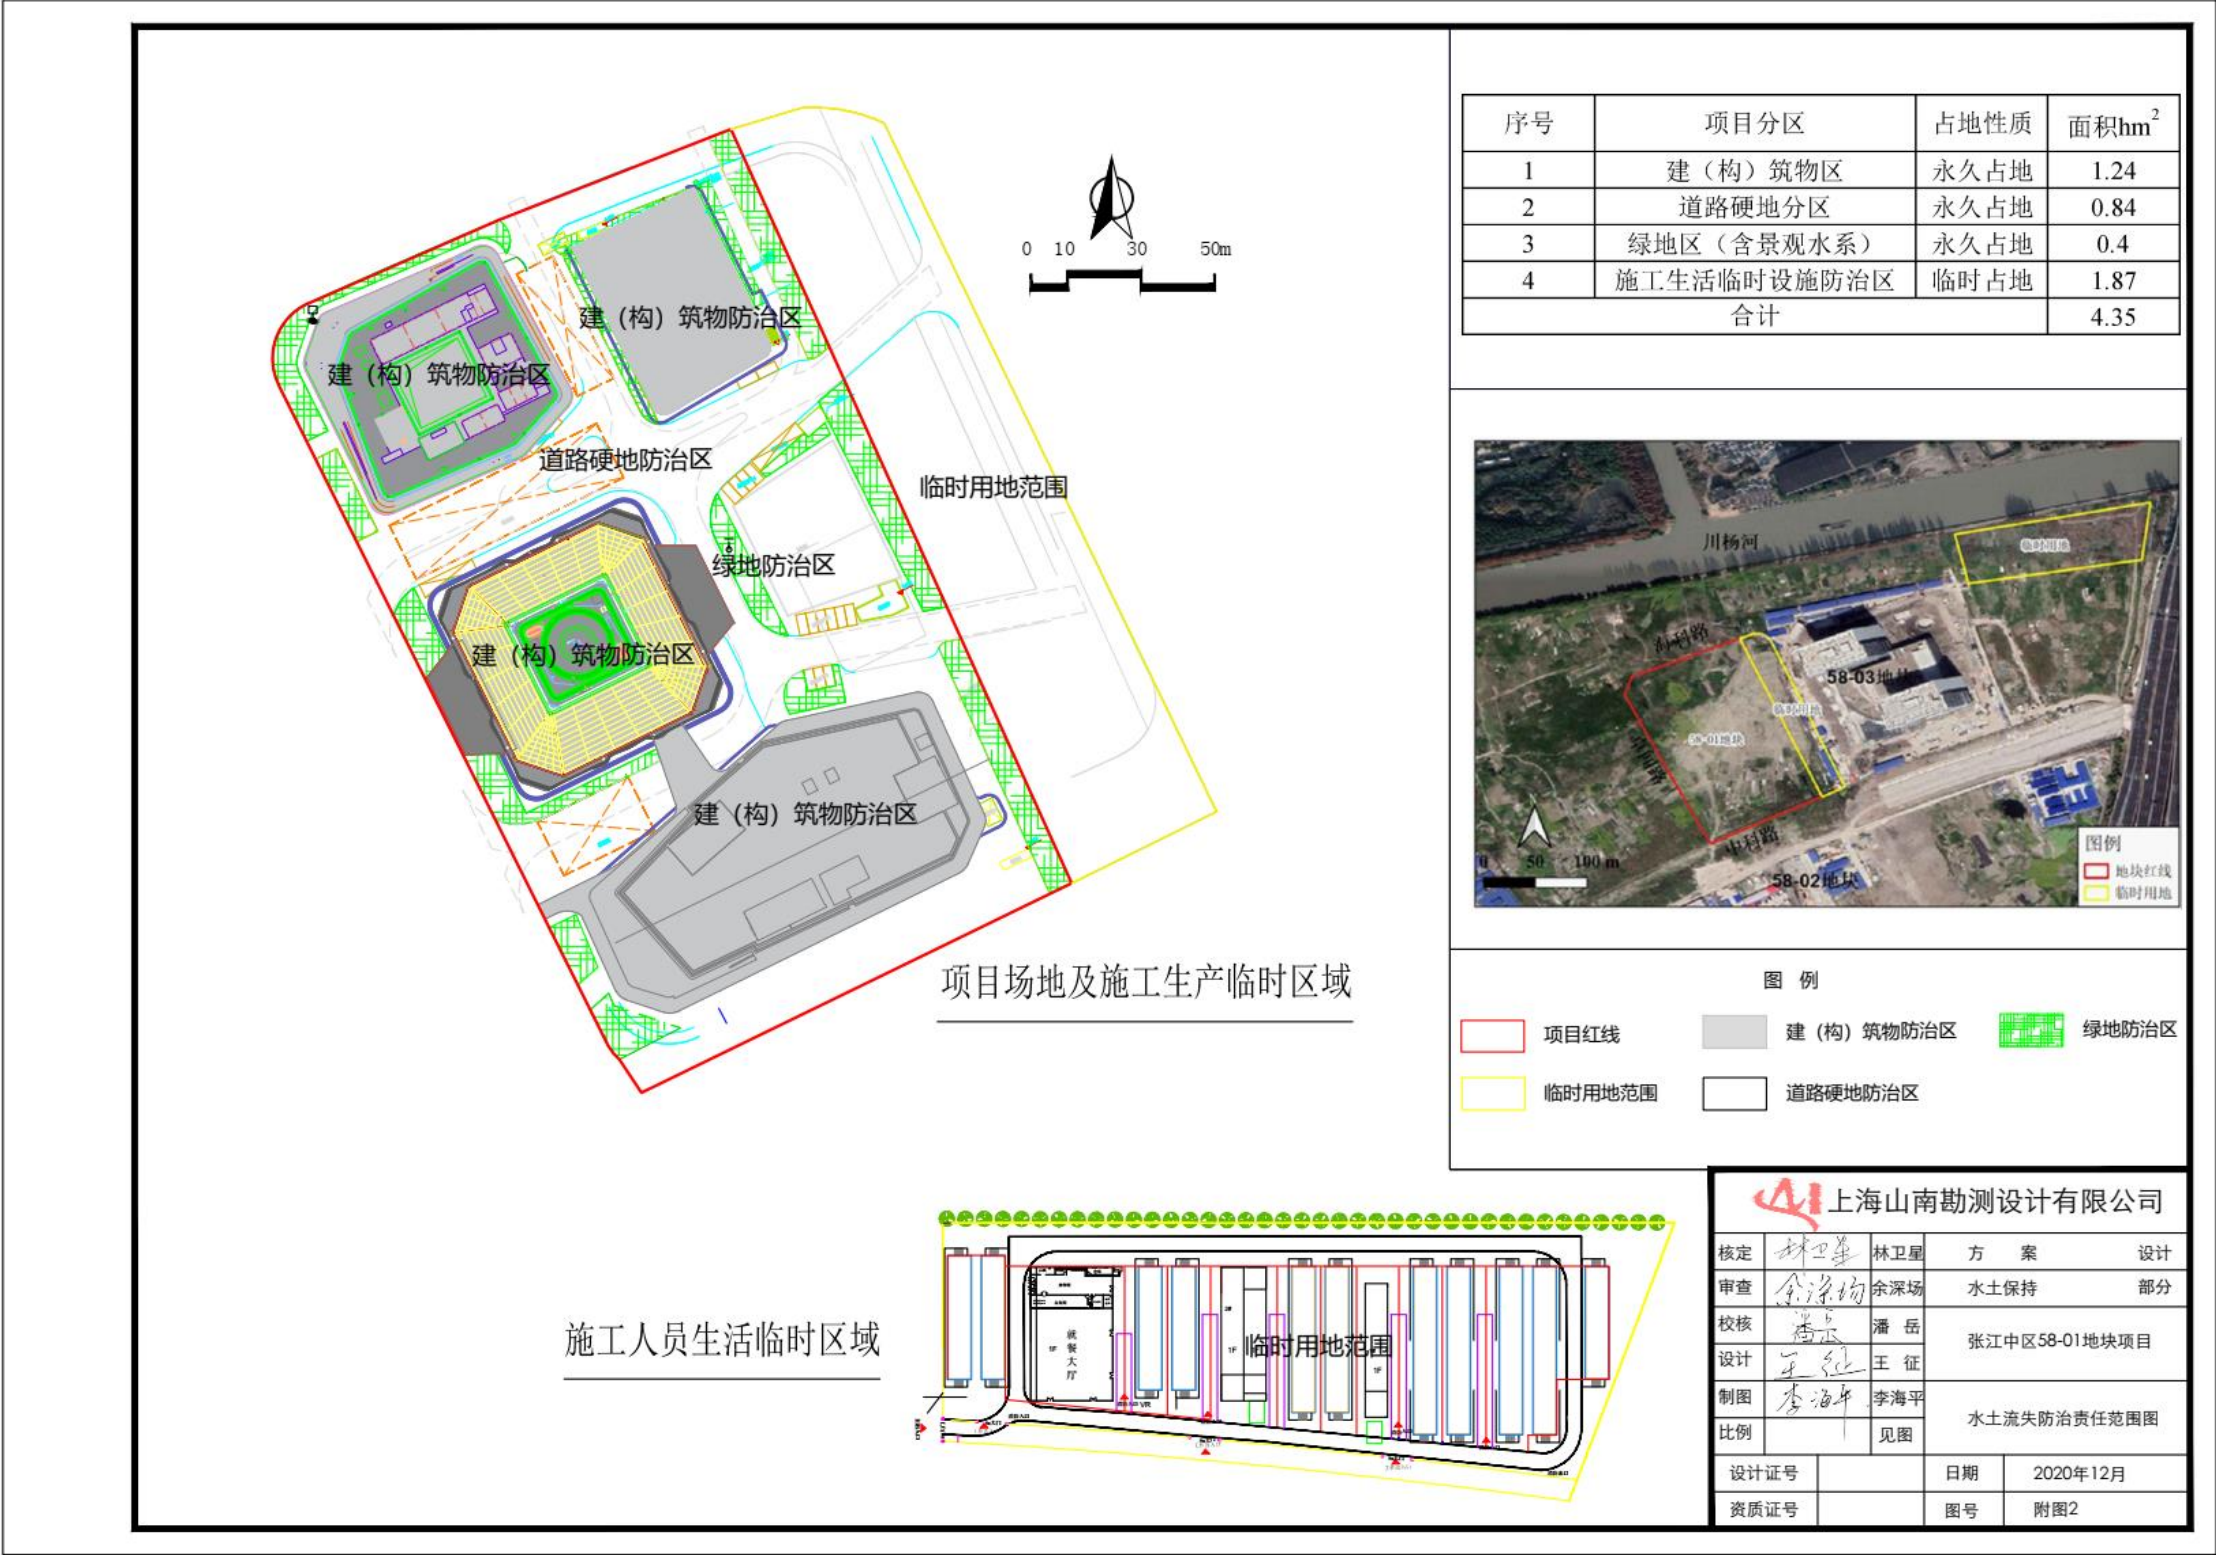 序号 项目分区 占地性质 面积hm²
1 建（构）筑物区 永久占地 1.24
2 道路硬地分区 永久占地 0.84
3 绿地区（含景观水系） 永久占地 0.4
4 施工生活临时设施防治区 临时占地 1.87
合计 4.35
0 10 30 50m
建（构）筑物防治区
建（构）筑物防治区
道路硬地防治区
临时用地范围
绿地防治区
建（构）筑物防治区
建（构）筑物防治区
项目场地及施工生产临时区域
川杨河
临时用地
58-03地块
临时用地
58-01地块
中科路
58-02地块
0 50 100 m
图例
地块红线
临时用地
图 例
项目红线
建（构）筑物防治区
绿地防治区
临时用地范围
道路硬地防治区
施工人员生活临时区域
就餐大厅
临时用地范围
1F
1F
上海山南勘测设计有限公司
核定 林卫星 方 案 设计
审查 余深场 水土保持 部分
校核 潘 岳 张江中区58-01地块项目
设计 王 征
制图 李海平 水土流失防治责任范围图
比例 见图
设计证号 日期 2020年12月
资质证号 图号 附图2